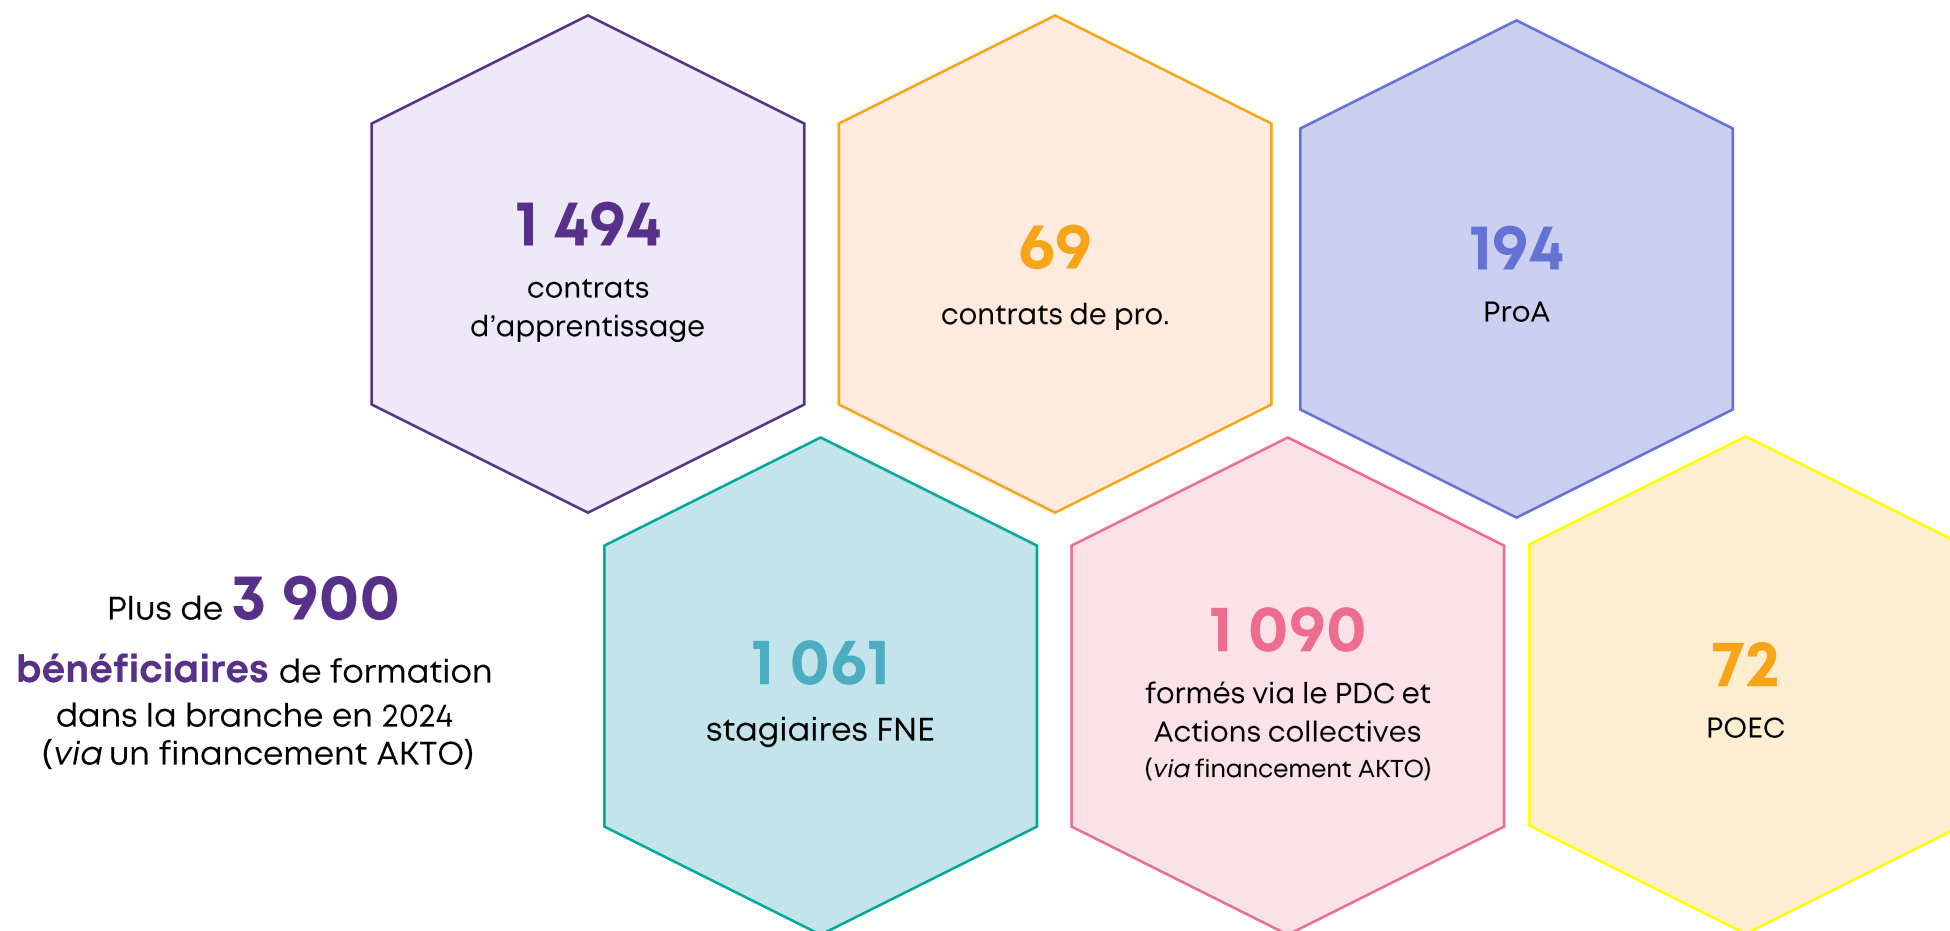 1 494
contrats
d’apprentissage
69
contrats de pro.
194
ProA
Plus de 3 900
bénéficiaires de formation
dans la branche en 2024
(via un financement AKTO)
1 061
stagiaires FNE
1 090
formés via le PDC et
Actions collectives
(via financement AKTO)
72
POEC